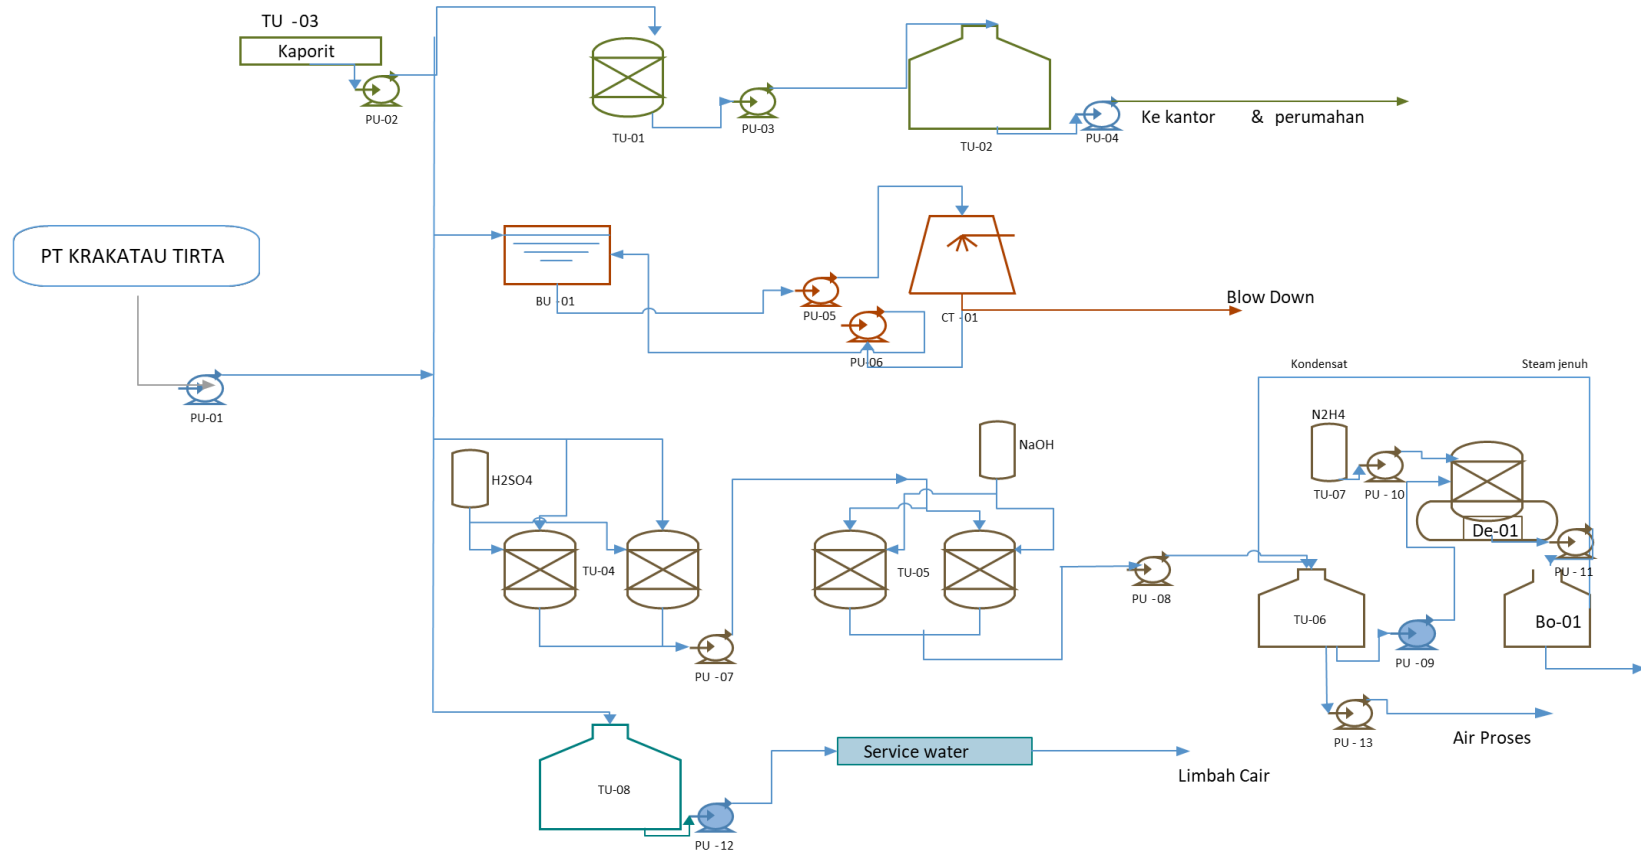 TU -03
Kaporit
PU-02
TU-01
PU-03
TU-02
PU-04
Ke kantor & perumahan
PT KRAKATAU TIRTA
PU-01
BU -01
PU-05
PU-06
CT -01
Blow Down
Kondensat
Steam jenuh
H2SO4
TU-04
PU -07
NaOH
TU-05
PU -08
N2H4
TU-07
PU - 10
De-01
PU - 11
TU-06
PU -09
Bo-01
PU - 13
Air Proses
TU-08
PU -12
Service water
Limbah Cair